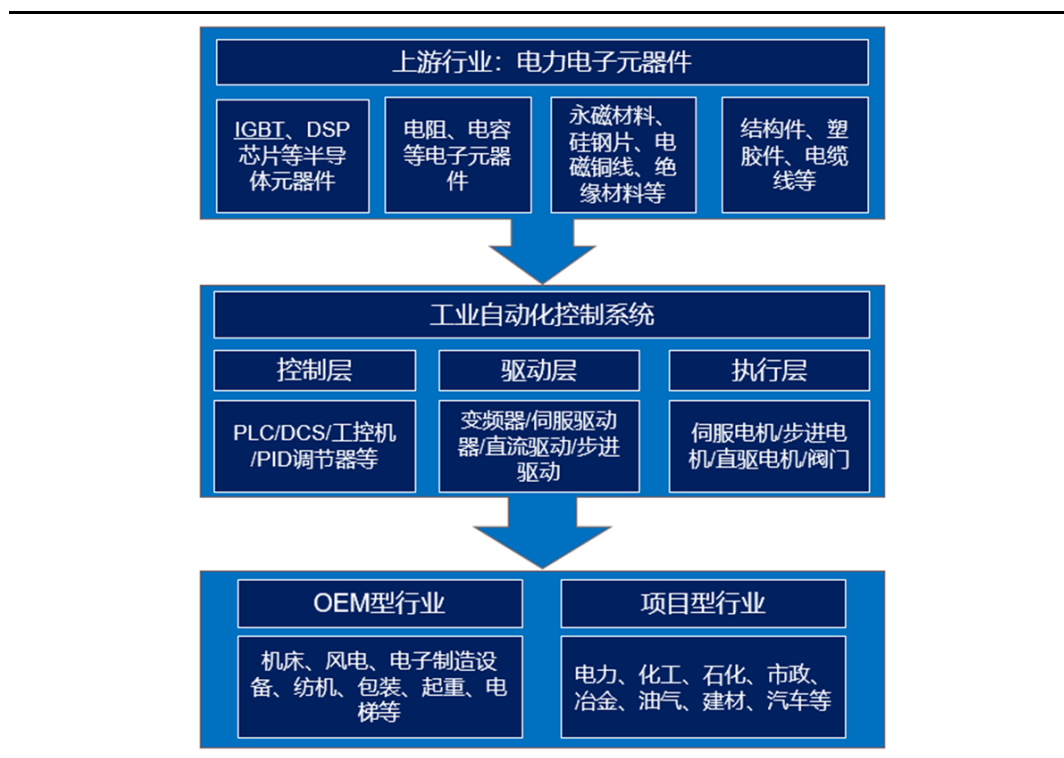 上游行业：电力电子元器件
IGBT、DSP
芯片等半导
体元器件
电阻、电容
等电子元器
件
永磁材料、
硅钢片、电
磁铜线、绝
缘材料等
结构件、塑
胶件、电缆
线等
工业自动化控制系统
控制层
驱动层
执行层
PLC/DCS/工控机
/PID调节器等
变频器/伺服驱动
器/直流驱动/步进
驱动
伺服电机/步进电
机/直驱电机/阀门
OEM型行业
项目型行业
机床、风电、电子制造设
备、纺机、包装、起重、电
梯等
电力、化工、石化、市政、
冶金、油气、建材、汽车等